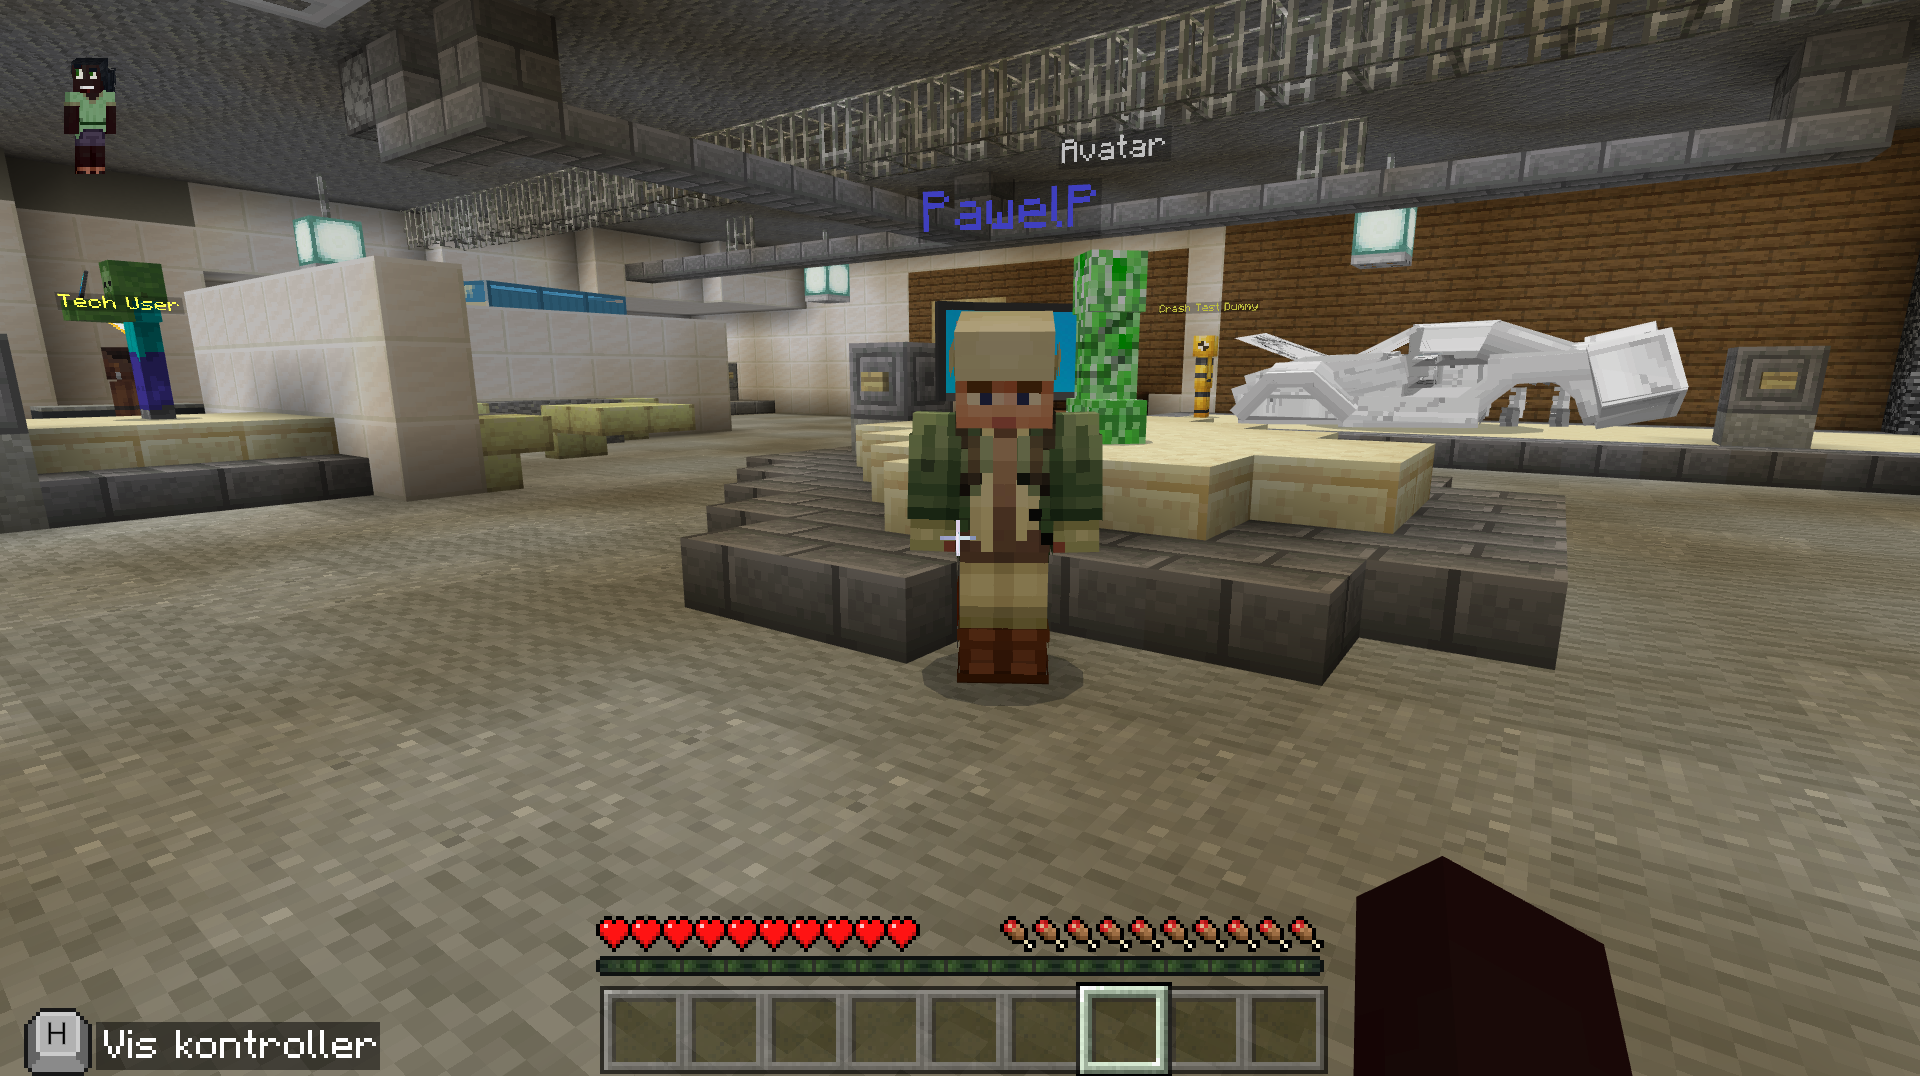 Avatar
PawelP
Tech User
Crash Test Dummy
H
Vis kontroller